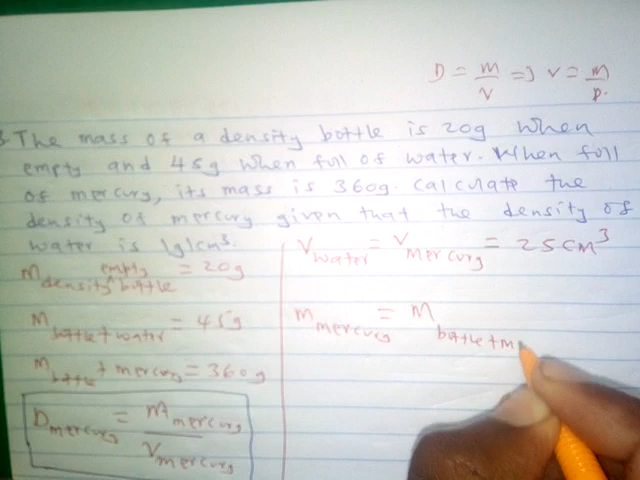 D = m/V => V = m/D.
3. The mass of a density bottle is 20g when
empty and 45g when full of water. When full
of mercury, its mass is 360g. Calculate the
density of mercury given that the density of
water is 1g/cm³.
M empty density bottle = 20g
M bottle + water = 45g
M bottle + mercury = 360g
D mercury = M mercury / V mercury
V water = V mercury = 25cm³
M mercury = M bottle + m